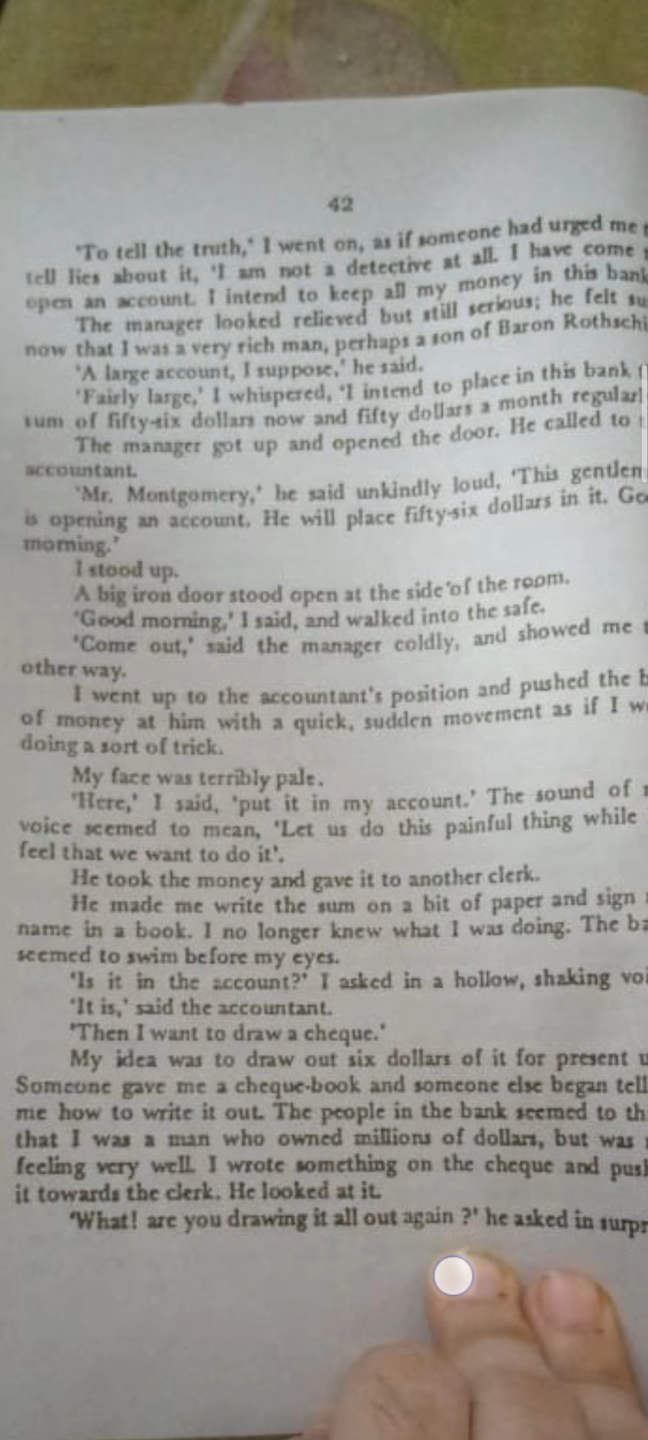 42
'To tell the truth,' I went on, as if someone had urged me
tell lies about it, 'I am not a detective at all. I have come
open an account. I intend to keep all my money in this bank
The manager looked relieved but still serious; he felt
now that I was a very rich man, perhaps a son of Baron
'A large account, I suppose,' he said.
'Fairly large,' I whispered, 'I intend to place in this bank
sum of fifty-six dollars now and fifty dollars a month
The manager got up and opened the door. He called to
accountant.
'Mr. Montgomery,' he said unkindly loud, 'This
is opening an account. He will place fifty-six dollars in it.
morning.'
I stood up.
A big iron door stood open at the side of the room.
'Good morning,' I said, and walked into the safe.
'Come out,' said the manager coldly, and showed me
other way.
I went up to the accountant's position and pushed the
of money at him with a quick, sudden movement as if I
doing a sort of trick.
My face was terribly pale.
'Here,' I said, 'put it in my account.' The sound of
voice seemed to mean, 'Let us do this painful thing while
feel that we want to do it'.
He took the money and gave it to another clerk.
He made me write the sum on a bit of paper and sign
name in a book. I no longer knew what I was doing. The
seemed to swim before my eyes.
'Is it in the account?' I asked in a hollow, shaking
'It is,' said the accountant.
'Then I want to draw a cheque.'
My idea was to draw out six dollars of it for present
Someone gave me a cheque-book and someone else began
me how to write it out. The people in the bank seemed to
that I was a man who owned millions of dollars, but was
feeling very well. I wrote something on the cheque and
it towards the clerk. He looked at it.
'What! are you drawing it all out again ?' he asked in